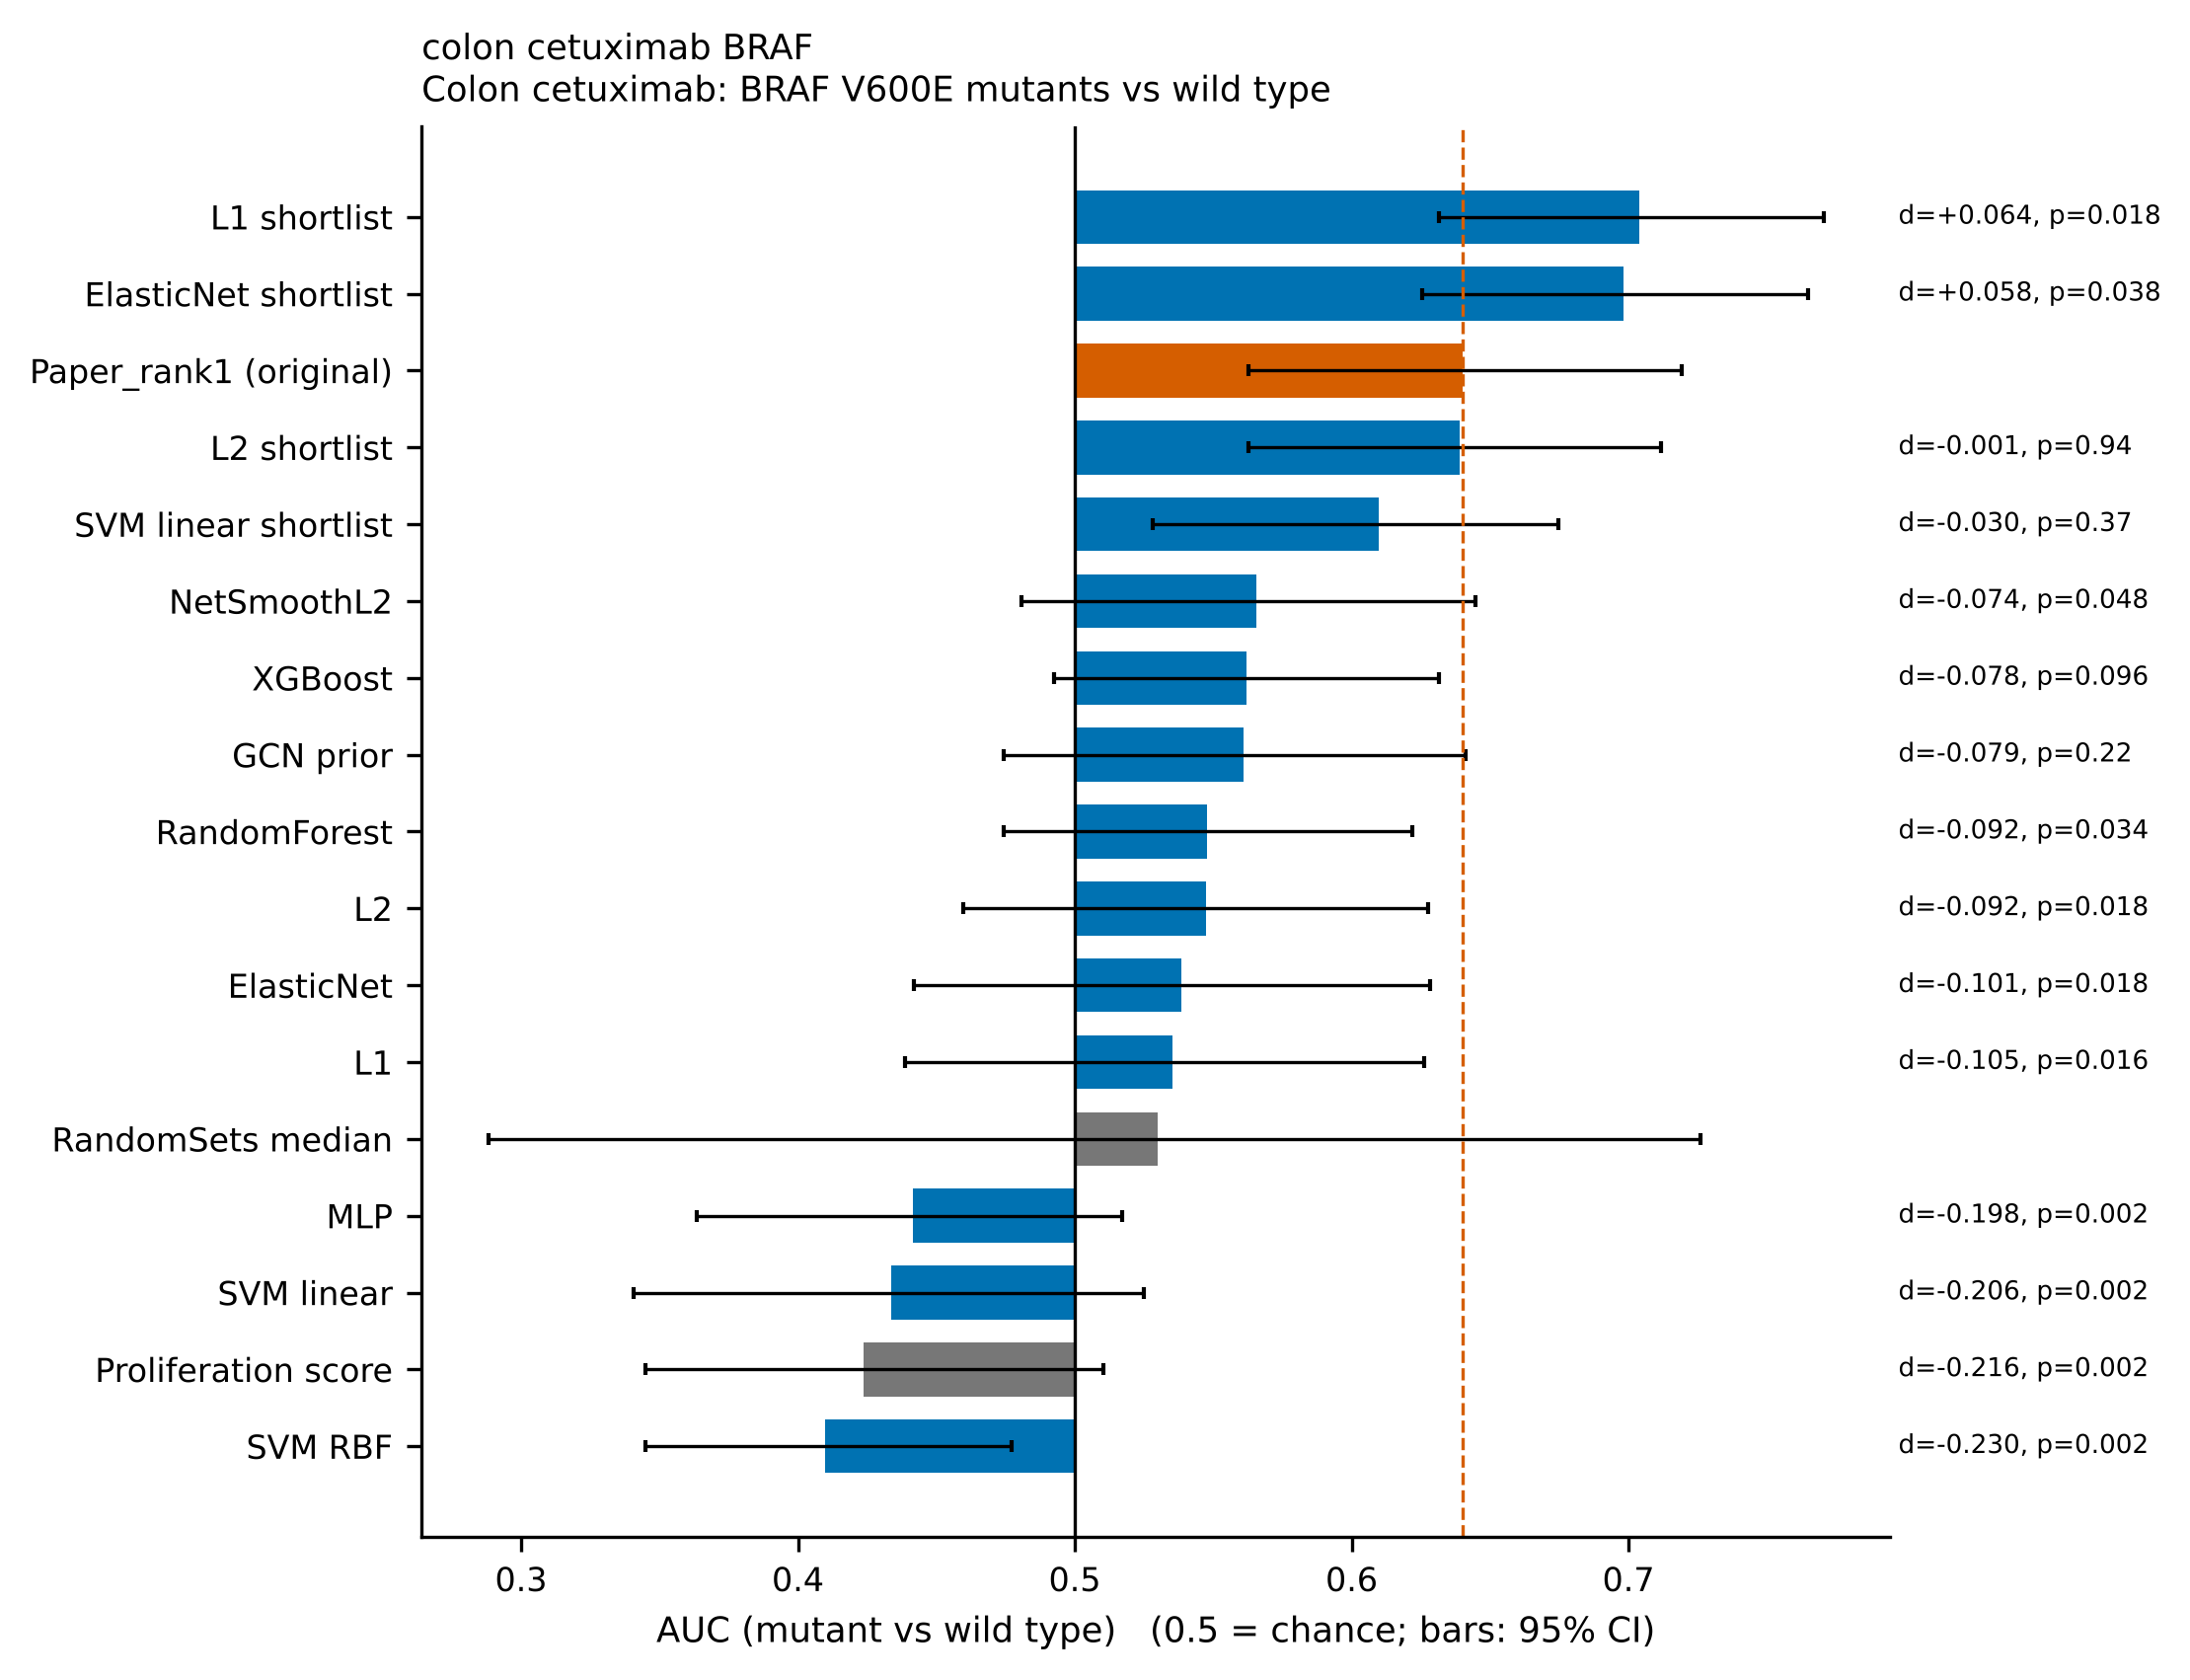 colon cetuximab BRAF
Colon cetuximab: BRAF V600E mutants vs wild type
L1 shortlist d=+0.064, p=0.018
ElasticNet shortlist d=+0.058, p=0.038
Paper_rank1 (original)
L2 shortlist d=-0.001, p=0.94
SVM linear shortlist d=-0.030, p=0.37
NetSmoothL2 d=-0.074, p=0.048
XGBoost d=-0.078, p=0.096
GCN prior d=-0.079, p=0.22
RandomForest d=-0.092, p=0.034
L2 d=-0.092, p=0.018
ElasticNet d=-0.101, p=0.018
L1 d=-0.105, p=0.016
RandomSets median
MLP d=-0.198, p=0.002
SVM linear d=-0.206, p=0.002
Proliferation score d=-0.216, p=0.002
SVM RBF d=-0.230, p=0.002
0.3 0.4 0.5 0.6 0.7
AUC (mutant vs wild type) (0.5 = chance; bars: 95% CI)